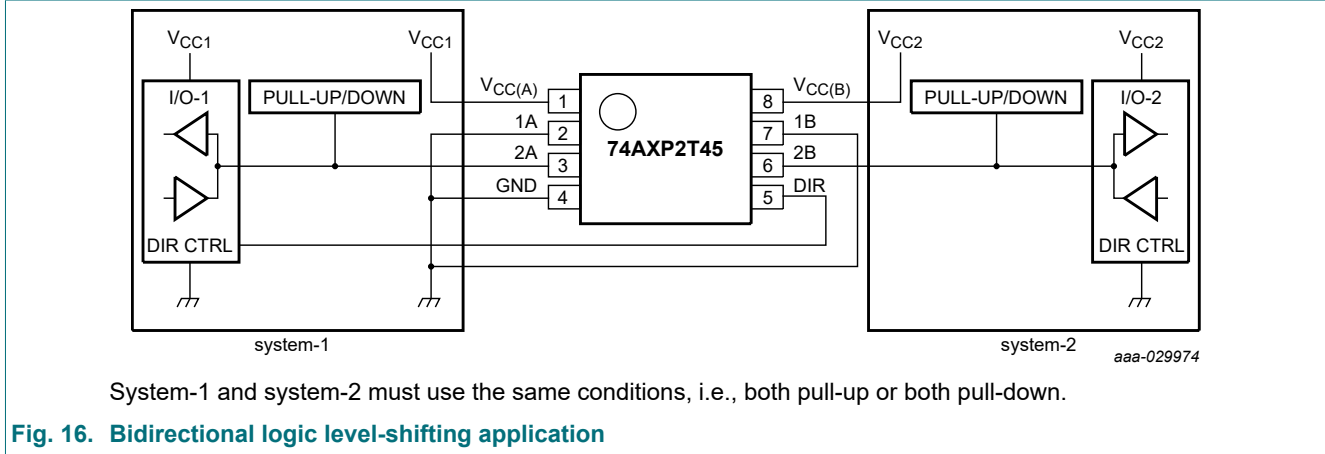 VCC1 VCC1 VCC2 VCC2
I/O-1 PULL-UP/DOWN VCC(A) 1 8 VCC(B) PULL-UP/DOWN I/O-2
1A 2 7 1B
74AXP2T45
2A 3 6 2B
GND 4 5 DIR
DIR CTRL DIR CTRL
system-1 system-2
aaa-029974
System-1 and system-2 must use the same conditions, i.e., both pull-up or both pull-down.
Fig. 16. Bidirectional logic level-shifting application